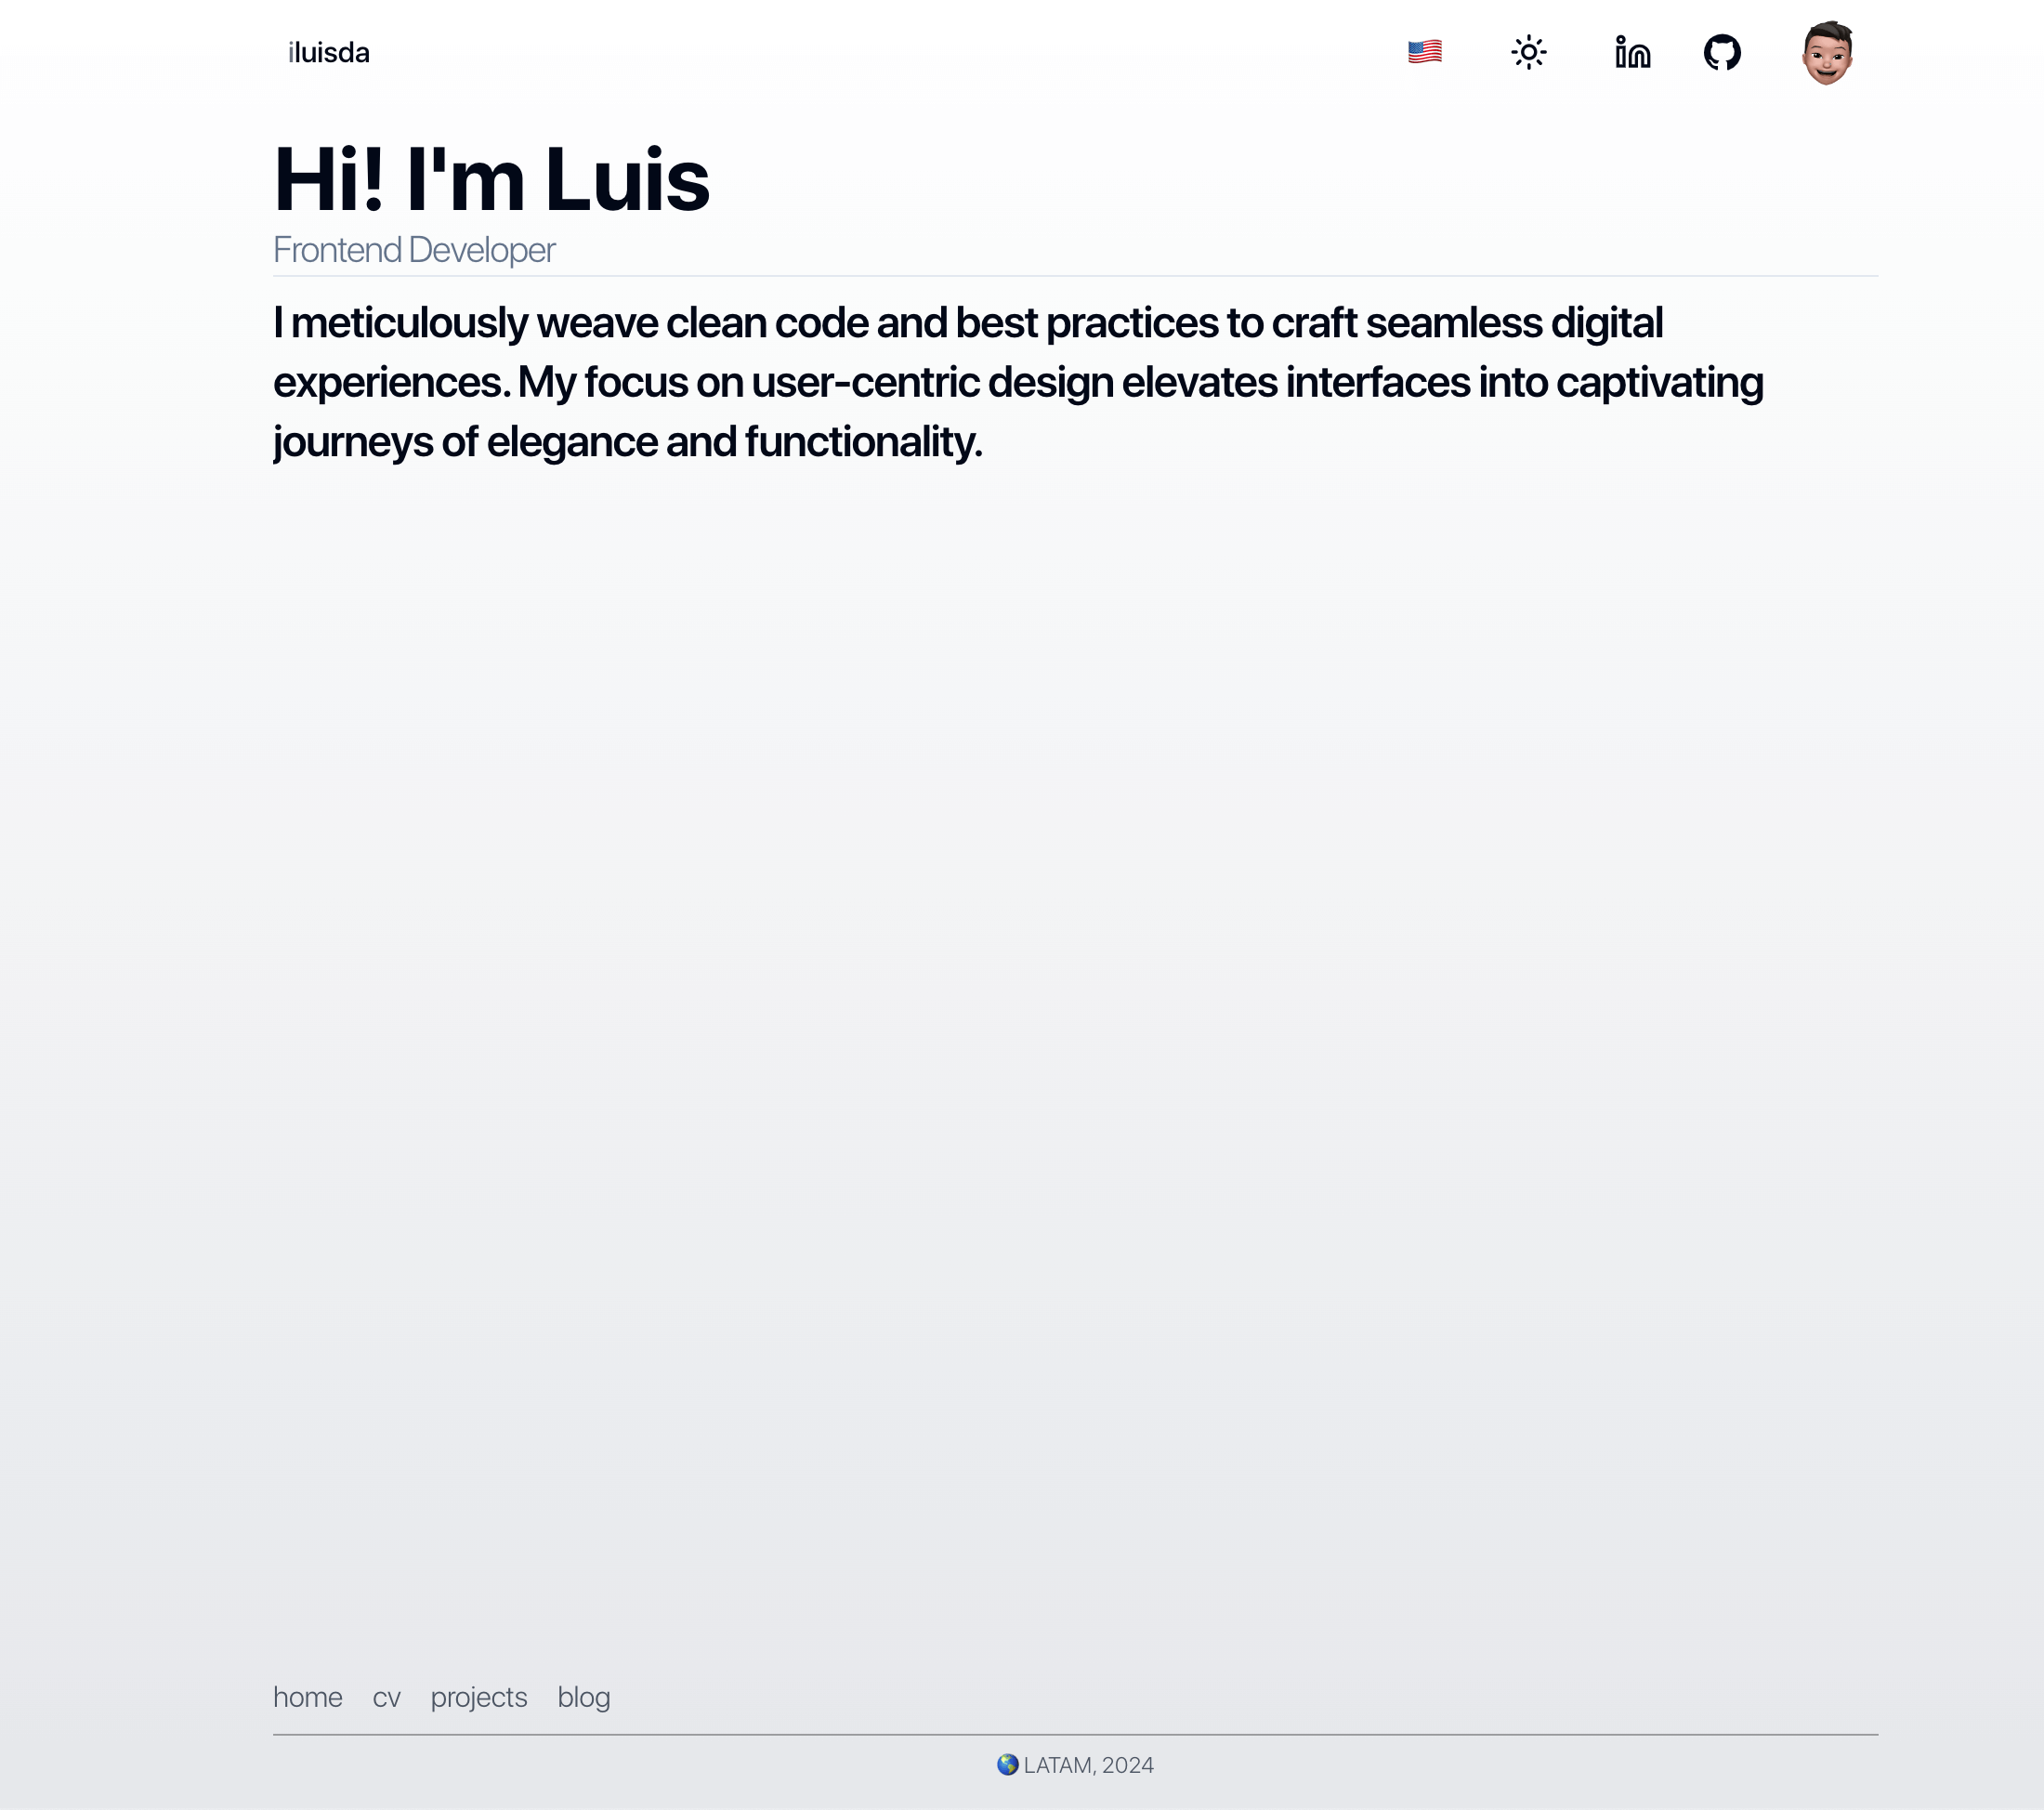 iluisda
Hi! I'm Luis
Frontend Developer
I meticulously weave clean code and best practices to craft seamless digital
experiences. My focus on user-centric design elevates interfaces into captivating
journeys of elegance and functionality.
home cv projects blog
🌎 LATAM, 2024